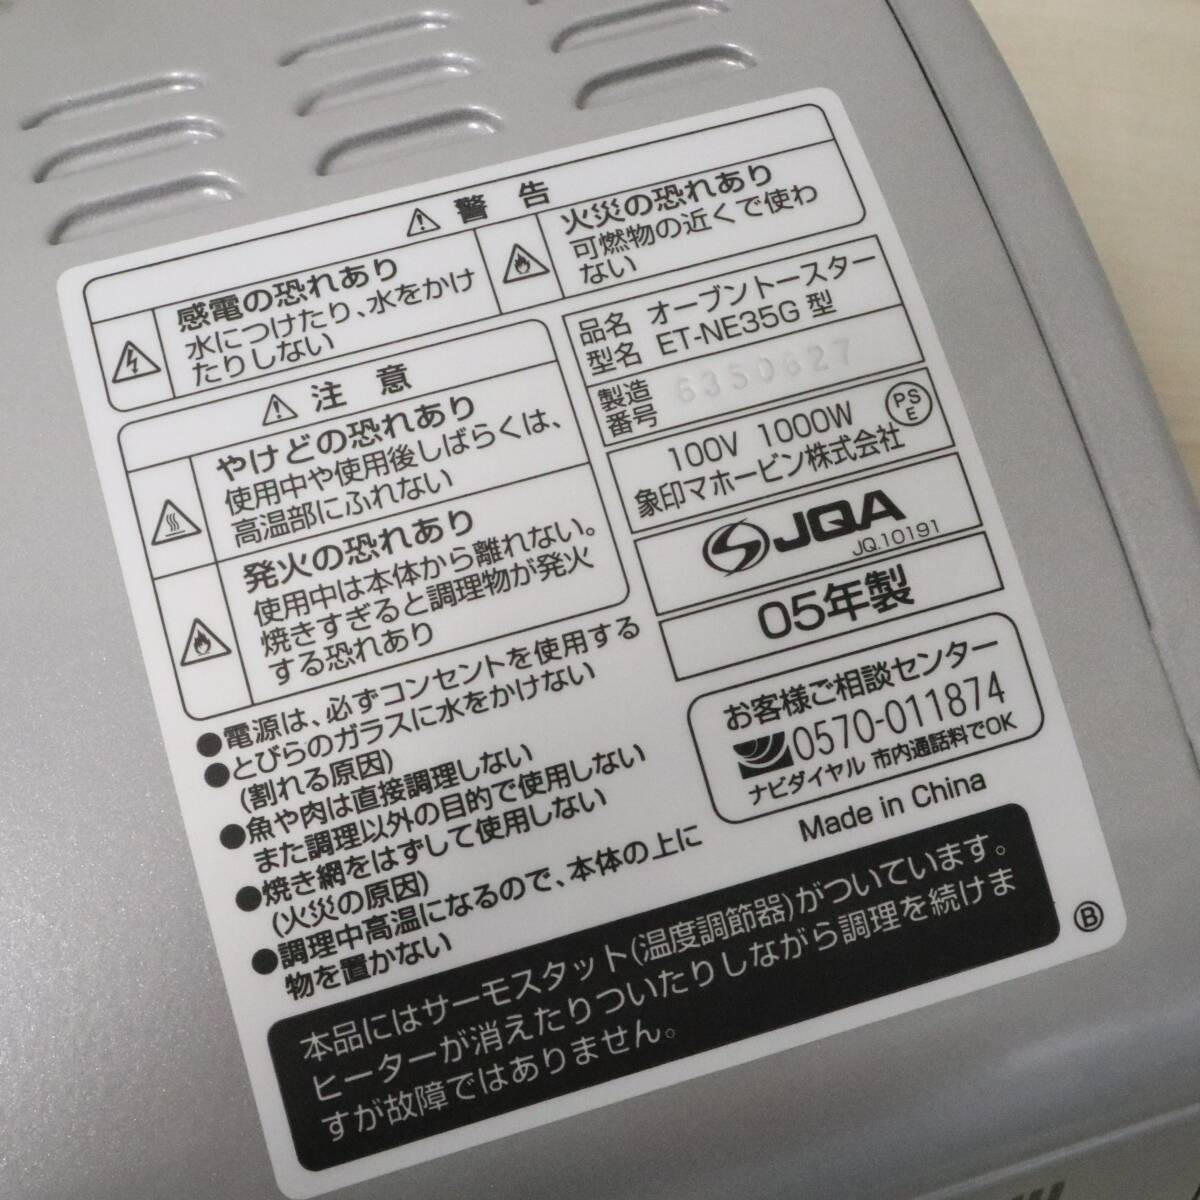 警告
感電の恐れあり
水につけたり、水をかけ
たりしない
火災の恐れあり
可燃物の近くで使わ
ない
注意
やけどの恐れあり
使用中や使用後しばらくは、
高温部にふれない
発火の恐れあり
使用中は本体から離れない。
焼きすぎると調理物が発火
する恐れあり
●電源は、必ずコンセントを使用する
●とびらのガラスに水をかけない
(割れる原因)
●魚や肉は直接調理しない
また調理以外の目的で使用しない
●焼き網をはずして使用しない
(火災の原因)
●調理中高温になるので、本体の上に
物を置かない
品名 オーブントースター
型名 ET-NE35G 型
製造
番号 6350627
100V 1000W
PS
E
象印マホービン株式会社
JQA
JQ.10191
05年製
お客様ご相談センター
0570-011874
ナビダイヤル 市内通話料でOK
Made in China
本品にはサーモスタット(温度調節器)がついています。
ヒーターが消えたりついたりしながら調理を続けま
すが故障ではありません。
B